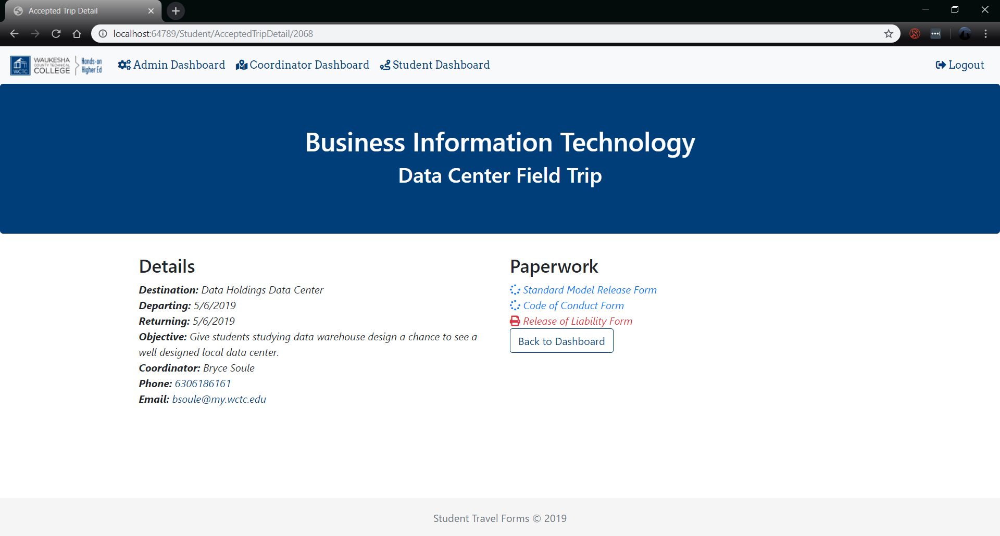 Accepted Trip Detail
localhost:64789/Student/AcceptedTripDetail/2068
WCTC
WAUKESHA
COUNTY TECHNICAL
COLLEGE
Hands-on
Higher Ed
Admin Dashboard
Coordinator Dashboard
Student Dashboard
Logout
Business Information Technology
Data Center Field Trip
Details
Destination: Data Holdings Data Center
Departing: 5/6/2019
Returning: 5/6/2019
Objective: Give students studying data warehouse design a chance to see a
well designed local data center.
Coordinator: Bryce Soule
Phone: 6306186161
Email: bsoule@my.wctc.edu
Paperwork
Standard Model Release Form
Code of Conduct Form
Release of Liability Form
Back to Dashboard
Student Travel Forms © 2019